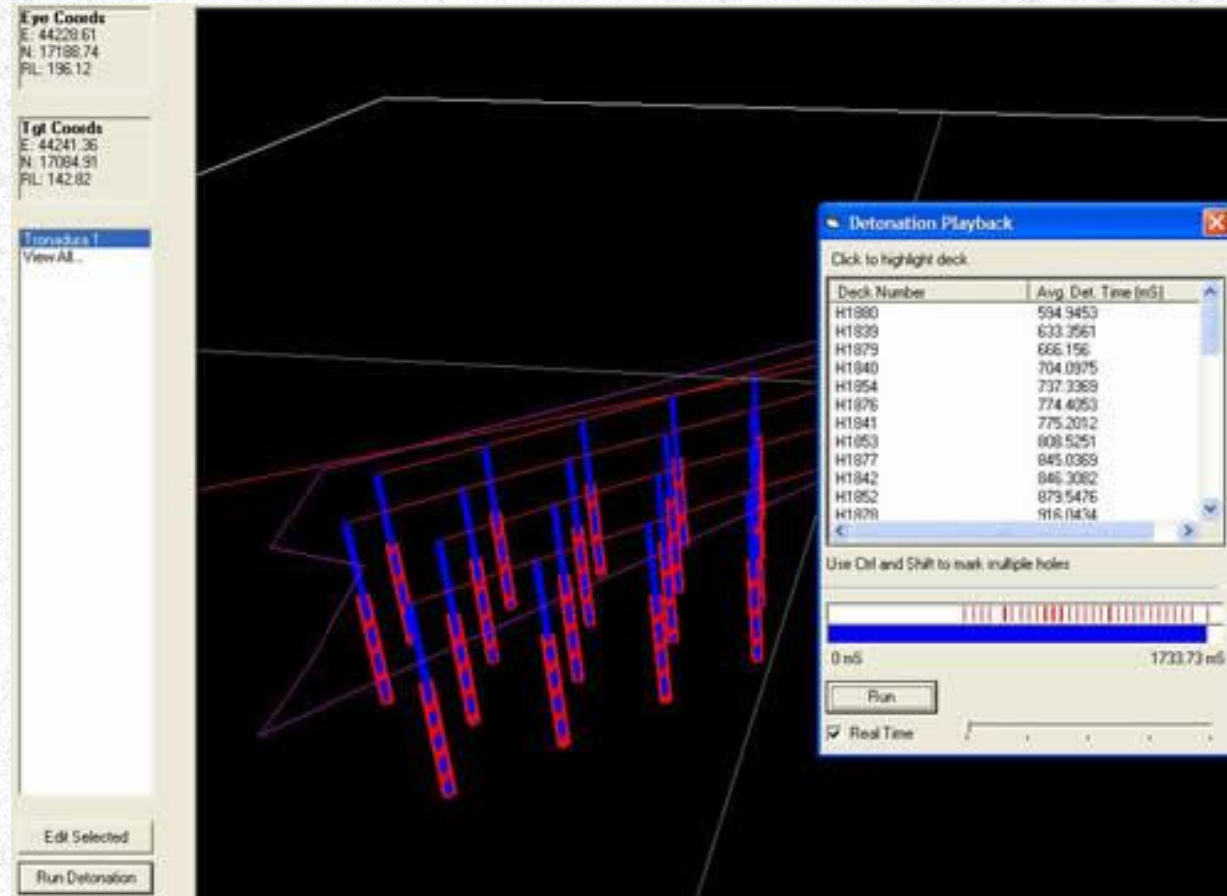 Eye Coords
E: 44228.61
N: 17188.74
RL: 196.12
Tgt Coords
E: 44241.36
N: 17084.91
RL: 142.82
Tronadura 1
View All...
Edit Selected
Run Detonation
Detonation Playback
Click to highlight deck
Deck Number Avg. Det. Time (mS)
H1880 594.9453
H1839 633.3561
H1879 666.156
H1840 704.0975
H1854 737.3369
H1876 774.4053
H1841 775.2012
H1853 808.5251
H1877 845.0369
H1842 846.3082
H1852 879.5476
H1878 916.0434
Use Ctrl and Shift to mark multiple holes
0 mS 1733.73 mS
Run
Real Time